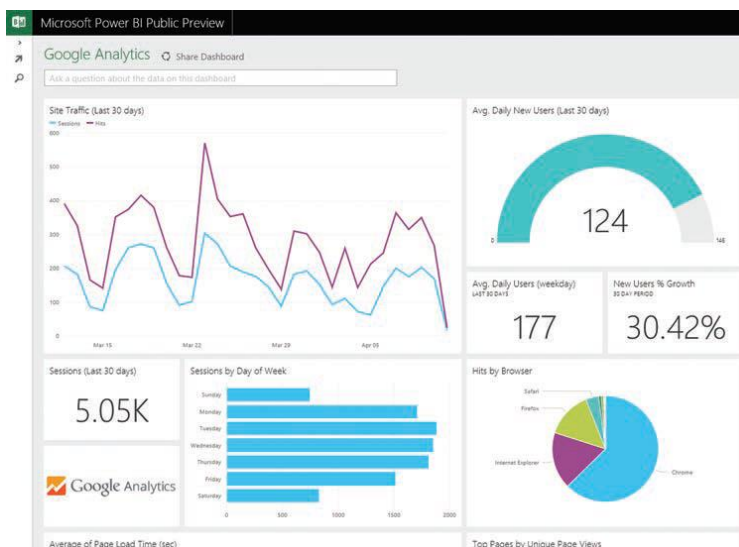 Microsoft Power BI Public Preview
Google Analytics Share Dashboard
Ask a question about the data on this dashboard
Site Traffic (Last 30 days)
Sessions Hits
600
500
400
300
200
100
0
Mar 15 Mar 22 Mar 29 Apr 05
Avg. Daily New Users (Last 30 days)
124
0 148
Avg. Daily Users (weekday)
LAST 30 DAYS
177
New Users % Growth
30 DAY PERIOD
30.42%
Sessions (Last 30 days)
5.05K
Google Analytics
Sessions by Day of Week
Sunday
Monday
Tuesday
Wednesday
Thursday
Friday
Saturday
0 500 1000 1500 2000
Hits by Browser
Safari
Firefox
Internet Explorer
Chrome
Average of Page Load Time (sec)
Top Pages by Unique Page Views